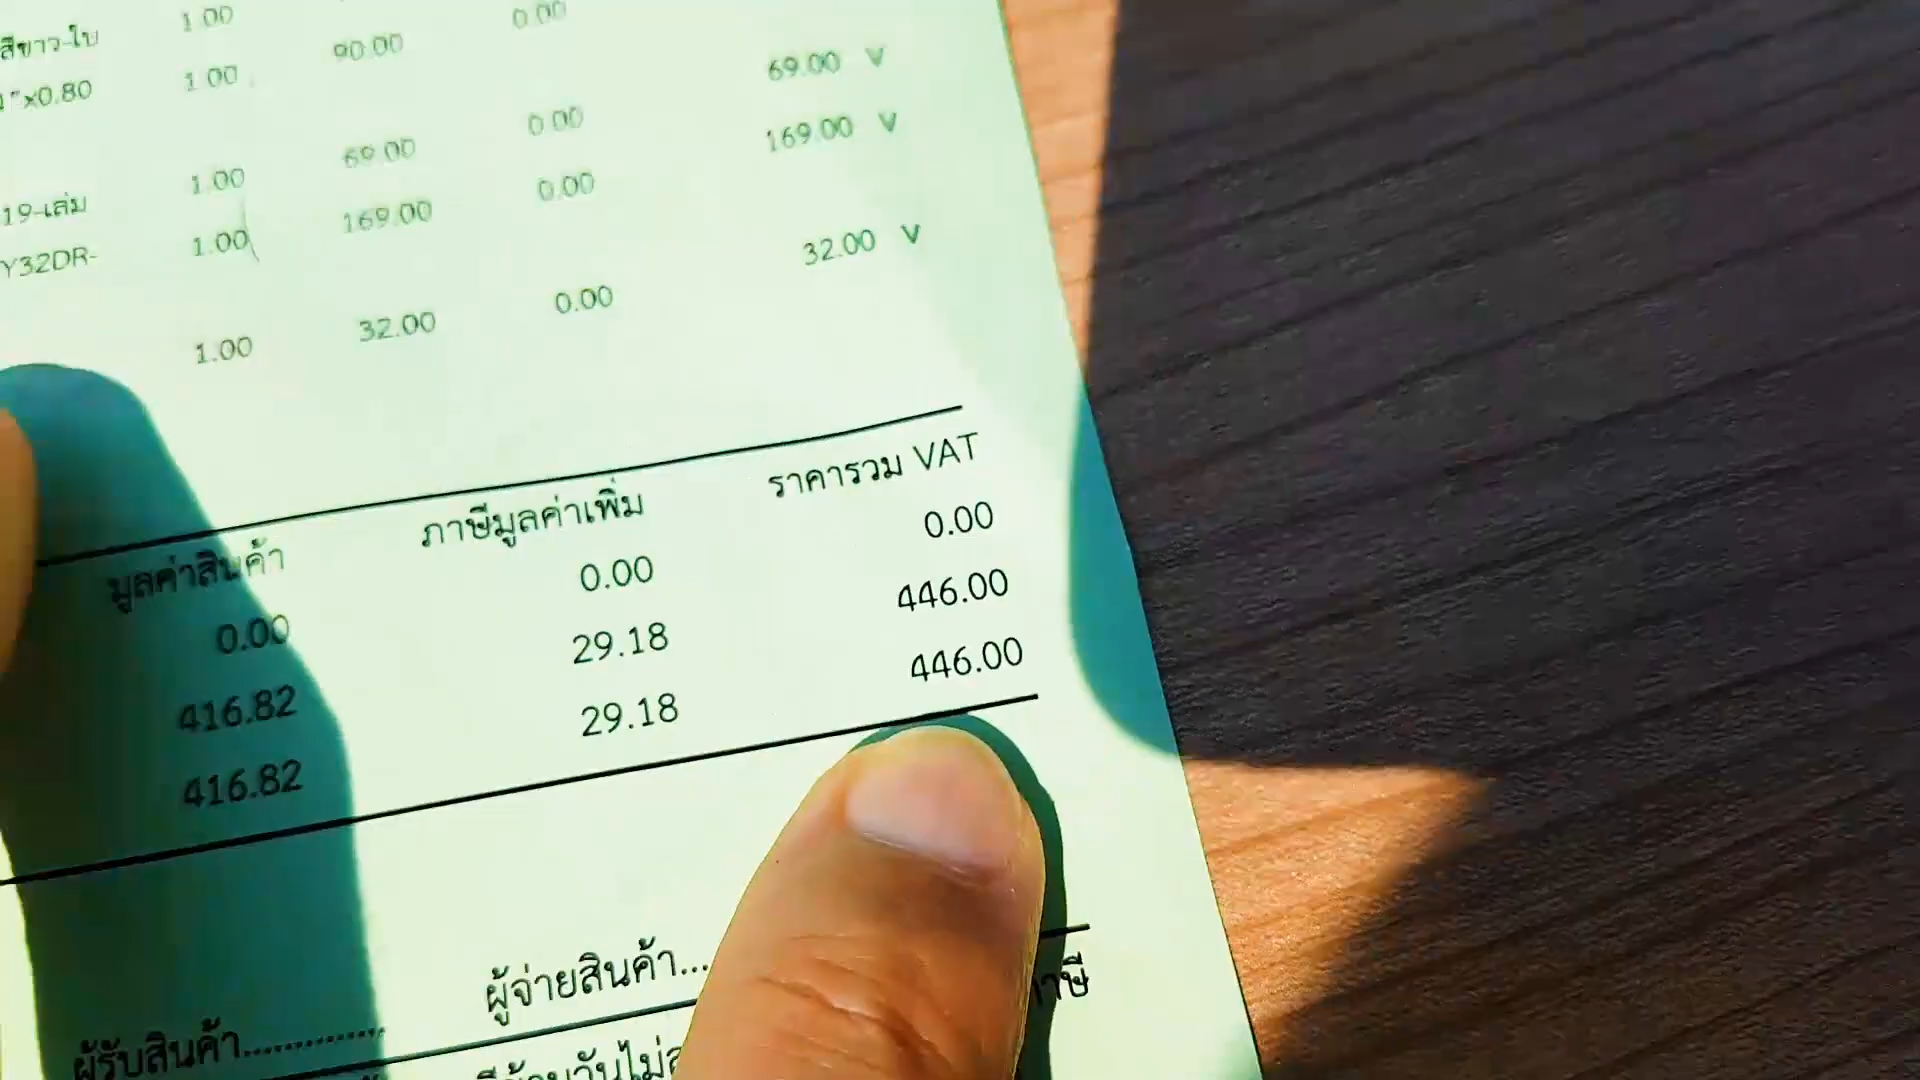 สีขาว-ใบ 1.00 0.00
"x0.80 1.00 90.00
69.00 V
19-เล่ม 1.00 69.00 0.00 169.00 V
Y32DR- 1.00 169.00 0.00
1.00 32.00 0.00 32.00 V
มูลค่าสินค้า ภาษีมูลค่าเพิ่ม ราคารวม VAT
0.00 0.00 0.00
416.82 29.18 446.00
416.82 29.18 446.00
ผู้รับสินค้า............. ผู้จ่ายสินค้า...